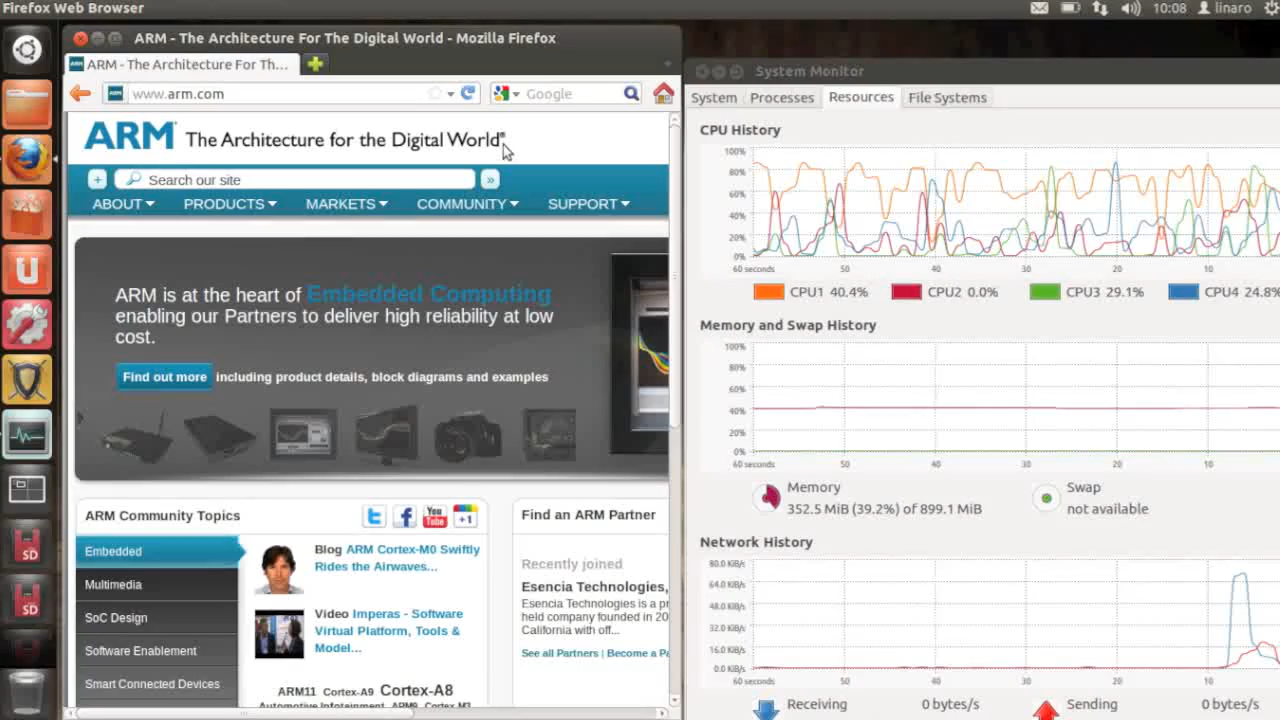 Firefox Web Browser
10:08 linaro
ARM - The Architecture For The Digital World - Mozilla Firefox
ARM - The Architecture For Th...
www.arm.com
Google
ARM® The Architecture for the Digital World®
Search our site
ABOUT PRODUCTS MARKETS COMMUNITY SUPPORT
ARM is at the heart of Embedded Computing
enabling our Partners to deliver high reliability at low
cost.
Find out more including product details, block diagrams and examples
ARM Community Topics
You
Tube
+1
Embedded
Multimedia
SoC Design
Software Enablement
Smart Connected Devices
Blog ARM Cortex-M0 Swiftly
Rides the Airwaves...
Video Imperas - Software
Virtual Platform, Tools &
Model...
ARM11 Cortex-A9 Cortex-A8
Automotive Infotainment ARM9 Cortex-M3
Find an ARM Partner
Recently joined
Esencia Technologies,
Esencia Technologies is a pr
held company founded in 20
California with off...
See all Partners | Become a Pa
System Monitor
System Processes Resources File Systems
CPU History
100%
80%
60%
40%
20%
0%
60 seconds 50 40 30 20 10
CPU1 40.4% CPU2 0.0% CPU3 29.1% CPU4 24.8%
Memory and Swap History
100%
80%
60%
40%
20%
0%
60 seconds 50 40 30 20 10
Memory
352.5 MiB (39.2%) of 899.1 MiB
Swap
not available
Network History
80.0 KiB/s
64.0 KiB/s
48.0 KiB/s
32.0 KiB/s
16.0 KiB/s
0.0 KiB/s
60 seconds 50 40 30 20 10
Receiving 0 bytes/s
Sending 0 bytes/s
SD
SD